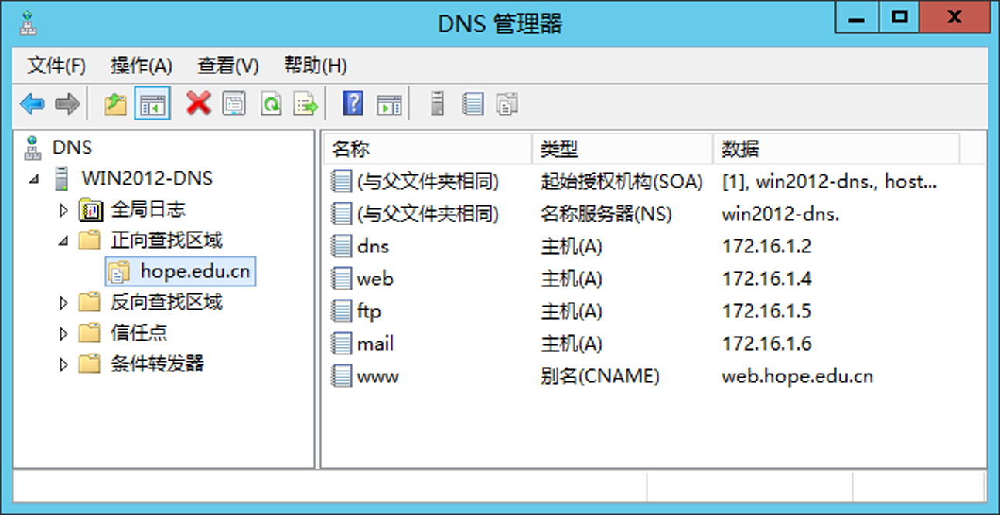 DNS 管理器
文件(F) 操作(A) 查看(V) 帮助(H)
DNS
WIN2012-DNS
全局日志
正向查找区域
hope.edu.cn
反向查找区域
信任点
条件转发器
名称 类型 数据
(与父文件夹相同) 起始授权机构(SOA) [1], win2012-dns., host...
(与父文件夹相同) 名称服务器(NS) win2012-dns.
dns 主机(A) 172.16.1.2
web 主机(A) 172.16.1.4
ftp 主机(A) 172.16.1.5
mail 主机(A) 172.16.1.6
www 别名(CNAME) web.hope.edu.cn